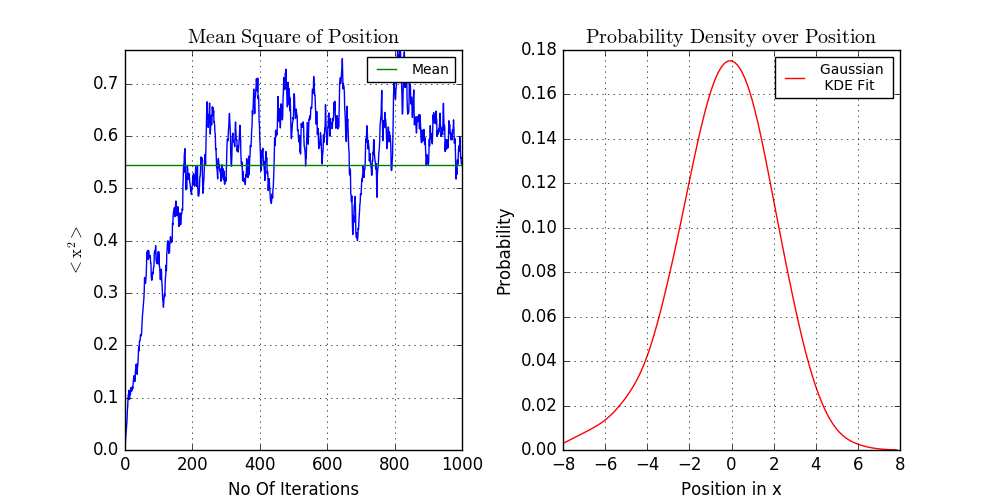 Mean Square of Position
Mean
< x² >
0.7
0.6
0.5
0.4
0.3
0.2
0.1
0.0
0 200 400 600 800 1000
No Of Iterations
Probability Density over Position
Gaussian
KDE Fit
Probability
0.18
0.16
0.14
0.12
0.10
0.08
0.06
0.04
0.02
0.00
−8 −6 −4 −2 0 2 4 6 8
Position in x